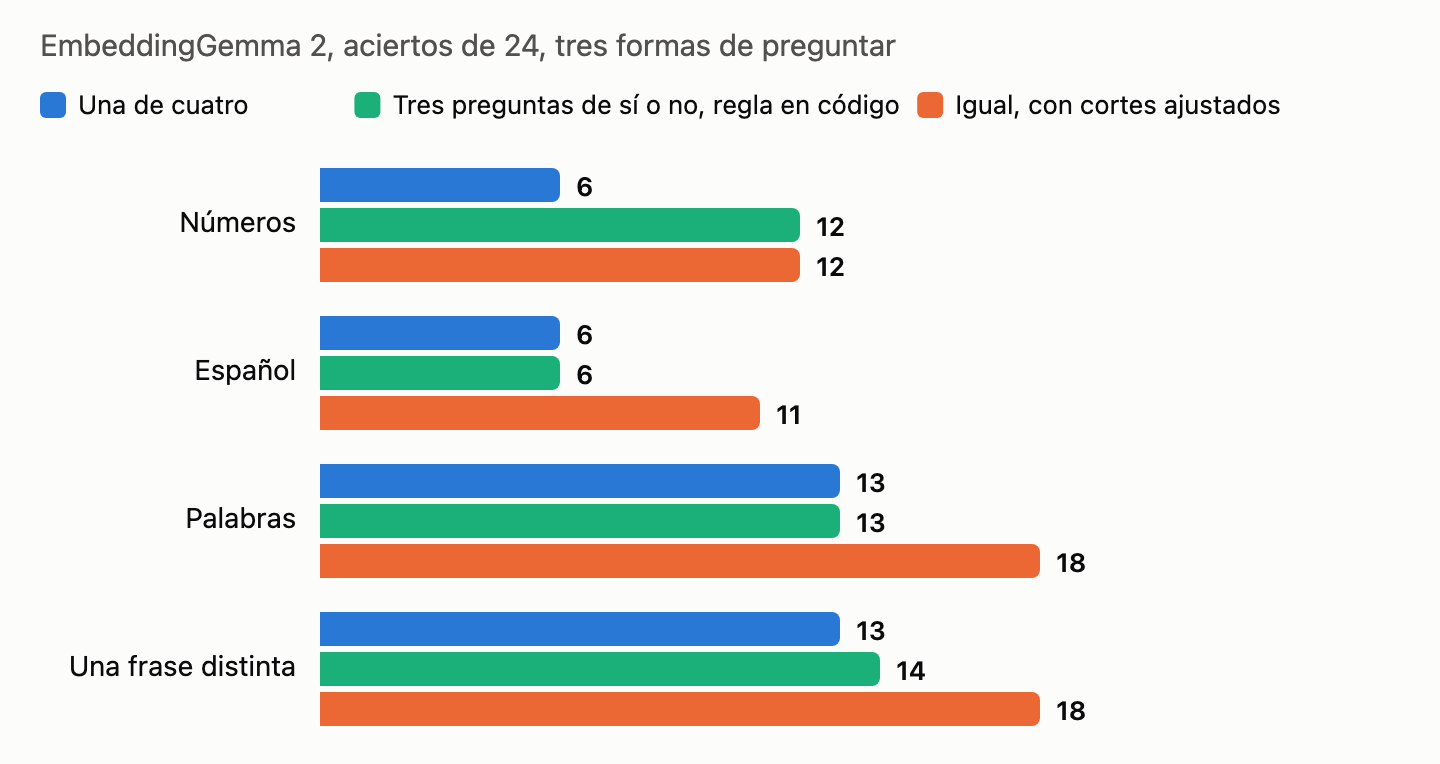 EmbeddingGemma 2, aciertos de 24, tres formas de preguntar
Una de cuatro
Tres preguntas de sí o no, regla en código
Igual, con cortes ajustados
Números
6
12
12
Español
6
6
11
Palabras
13
13
18
Una frase distinta
13
14
18